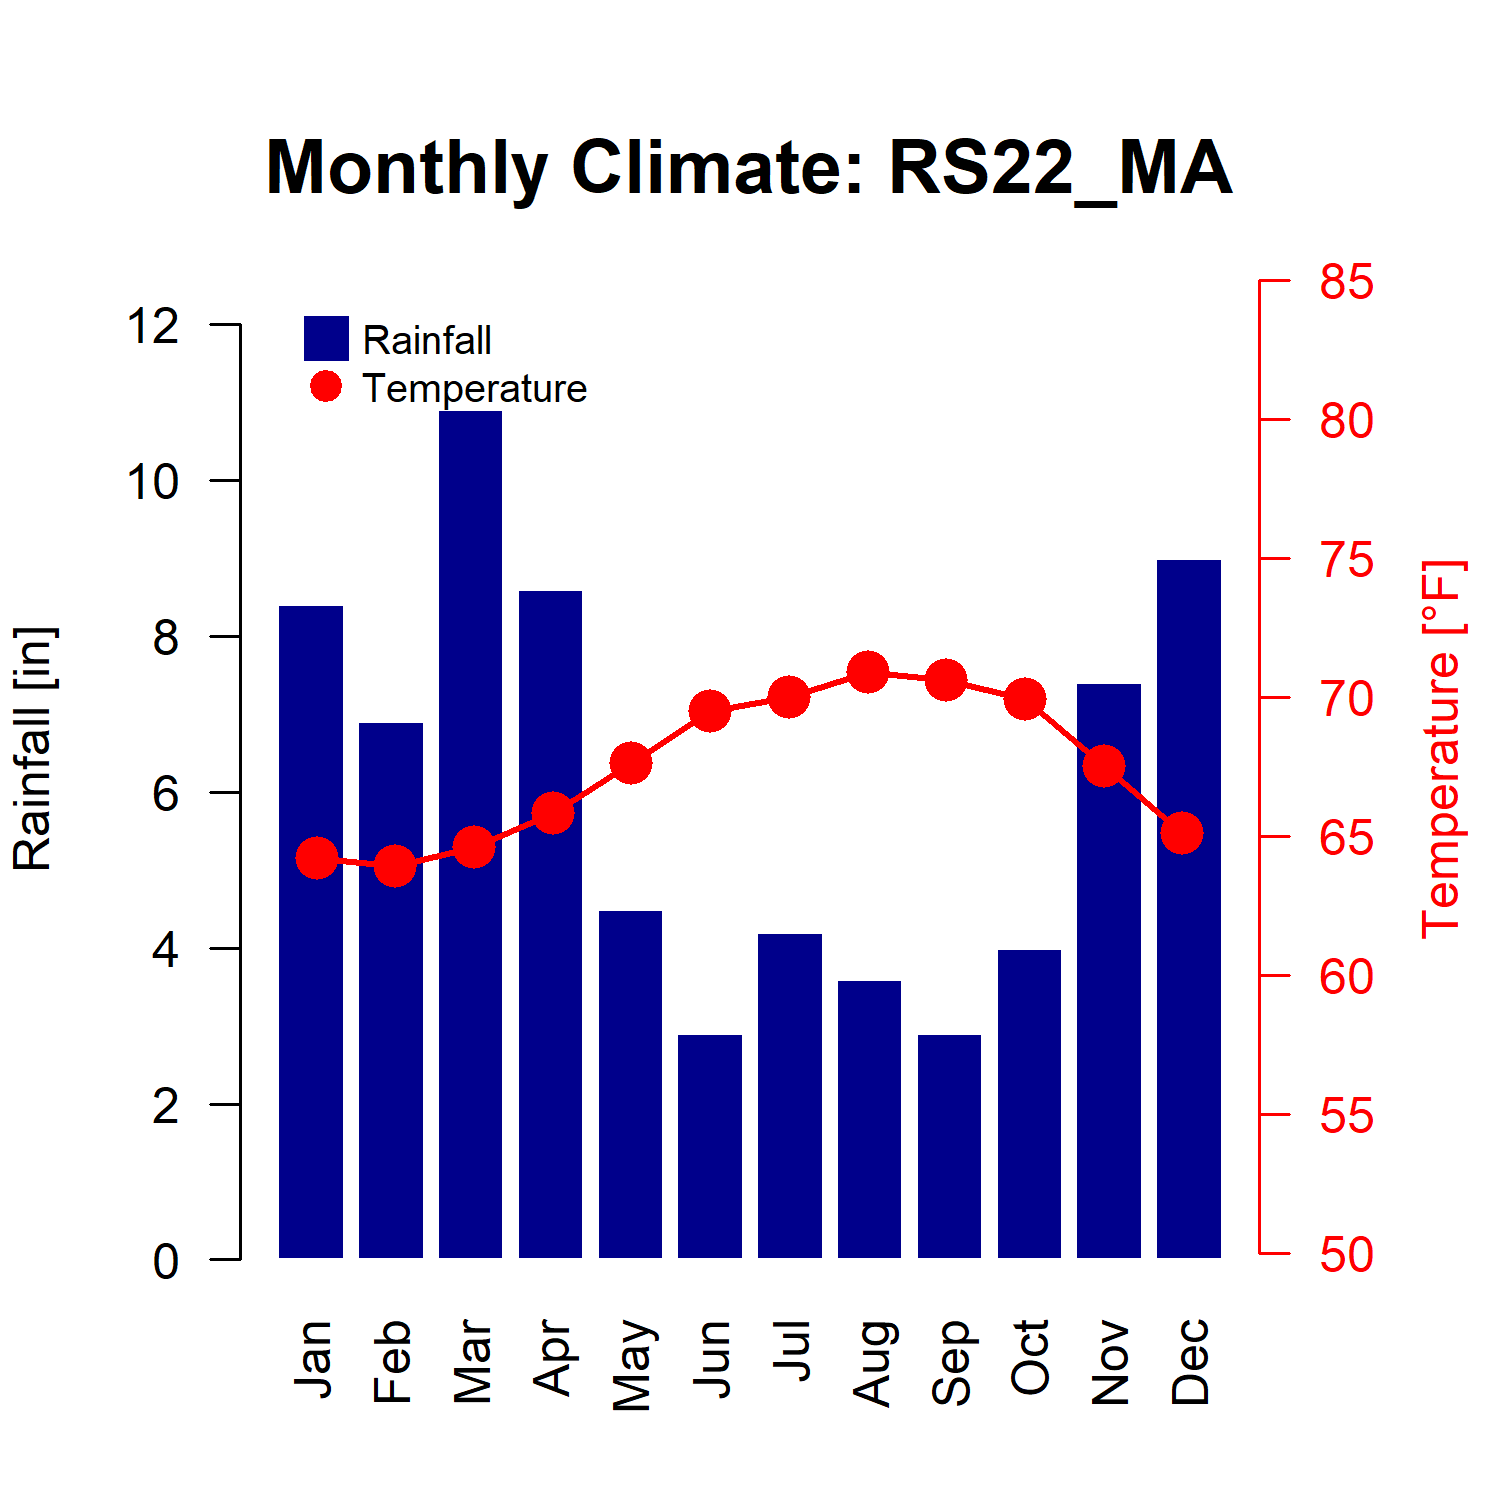 Monthly Climate: RS22_MA
Rainfall
Temperature
12
10
8
6
4
2
0
Rainfall [in]
85
80
75
70
65
60
55
50
Temperature [°F]
Jan
Feb
Mar
Apr
May
Jun
Jul
Aug
Sep
Oct
Nov
Dec